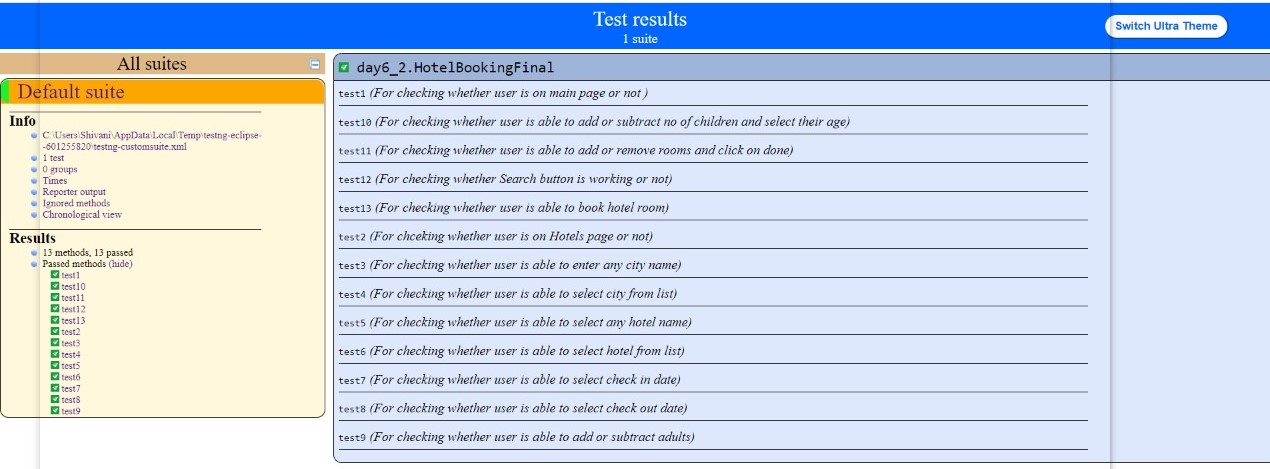 Test results
1 suite
Switch Ultra Theme
All suites
Default suite
Info
C:\Users\Shivani\AppData\Local\Temp\testng-eclipse-
-601255820\testng-customsuite.xml
1 test
0 groups
Times
Reporter output
Ignored methods
Chronological view
Results
13 methods, 13 passed
Passed methods (hide)
test1
test10
test11
test12
test13
test2
test3
test4
test5
test6
test7
test8
test9
day6_2.HotelBookingFinal
test1 (For checking whether user is on main page or not )
test10 (For checking whether user is able to add or subtract no of children and select their age)
test11 (For checking whether user is able to add or remove rooms and click on done)
test12 (For checking whether Search button is working or not)
test13 (For checking whether user is able to book hotel room)
test2 (For chceking whether user is on Hotels page or not)
test3 (For checking whether user is able to enter any city name)
test4 (For checking whether user is able to select city from list)
test5 (For checking whether user is able to select any hotel name)
test6 (For checking whether user is able to select hotel from list)
test7 (For checking whether user is able to select check in date)
test8 (For checking whether user is able to select check out date)
test9 (For checking whether user is able to add or subtract adults)